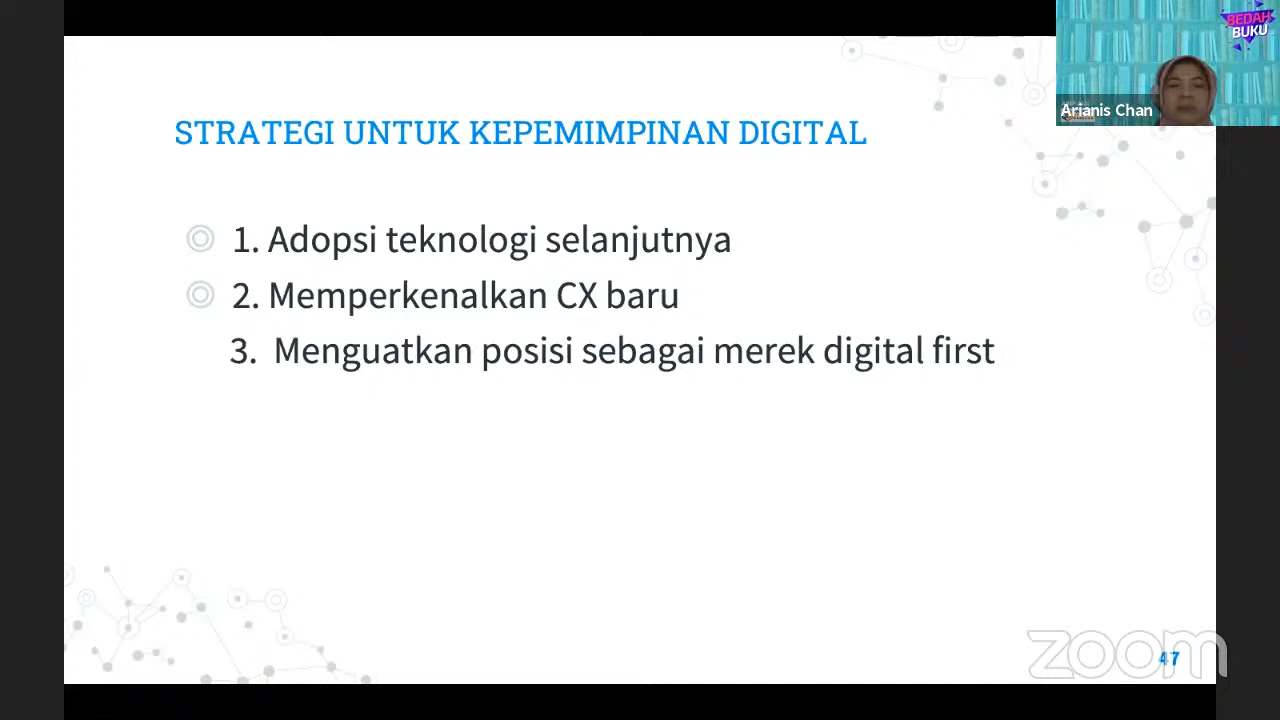 BEDAH
BUKU
Arianis Chan
STRATEGI UNTUK KEPEMIMPINAN DIGITAL
1. Adopsi teknologi selanjutnya
2. Memperkenalkan CX baru
3. Menguatkan posisi sebagai merek digital first
zoom
47